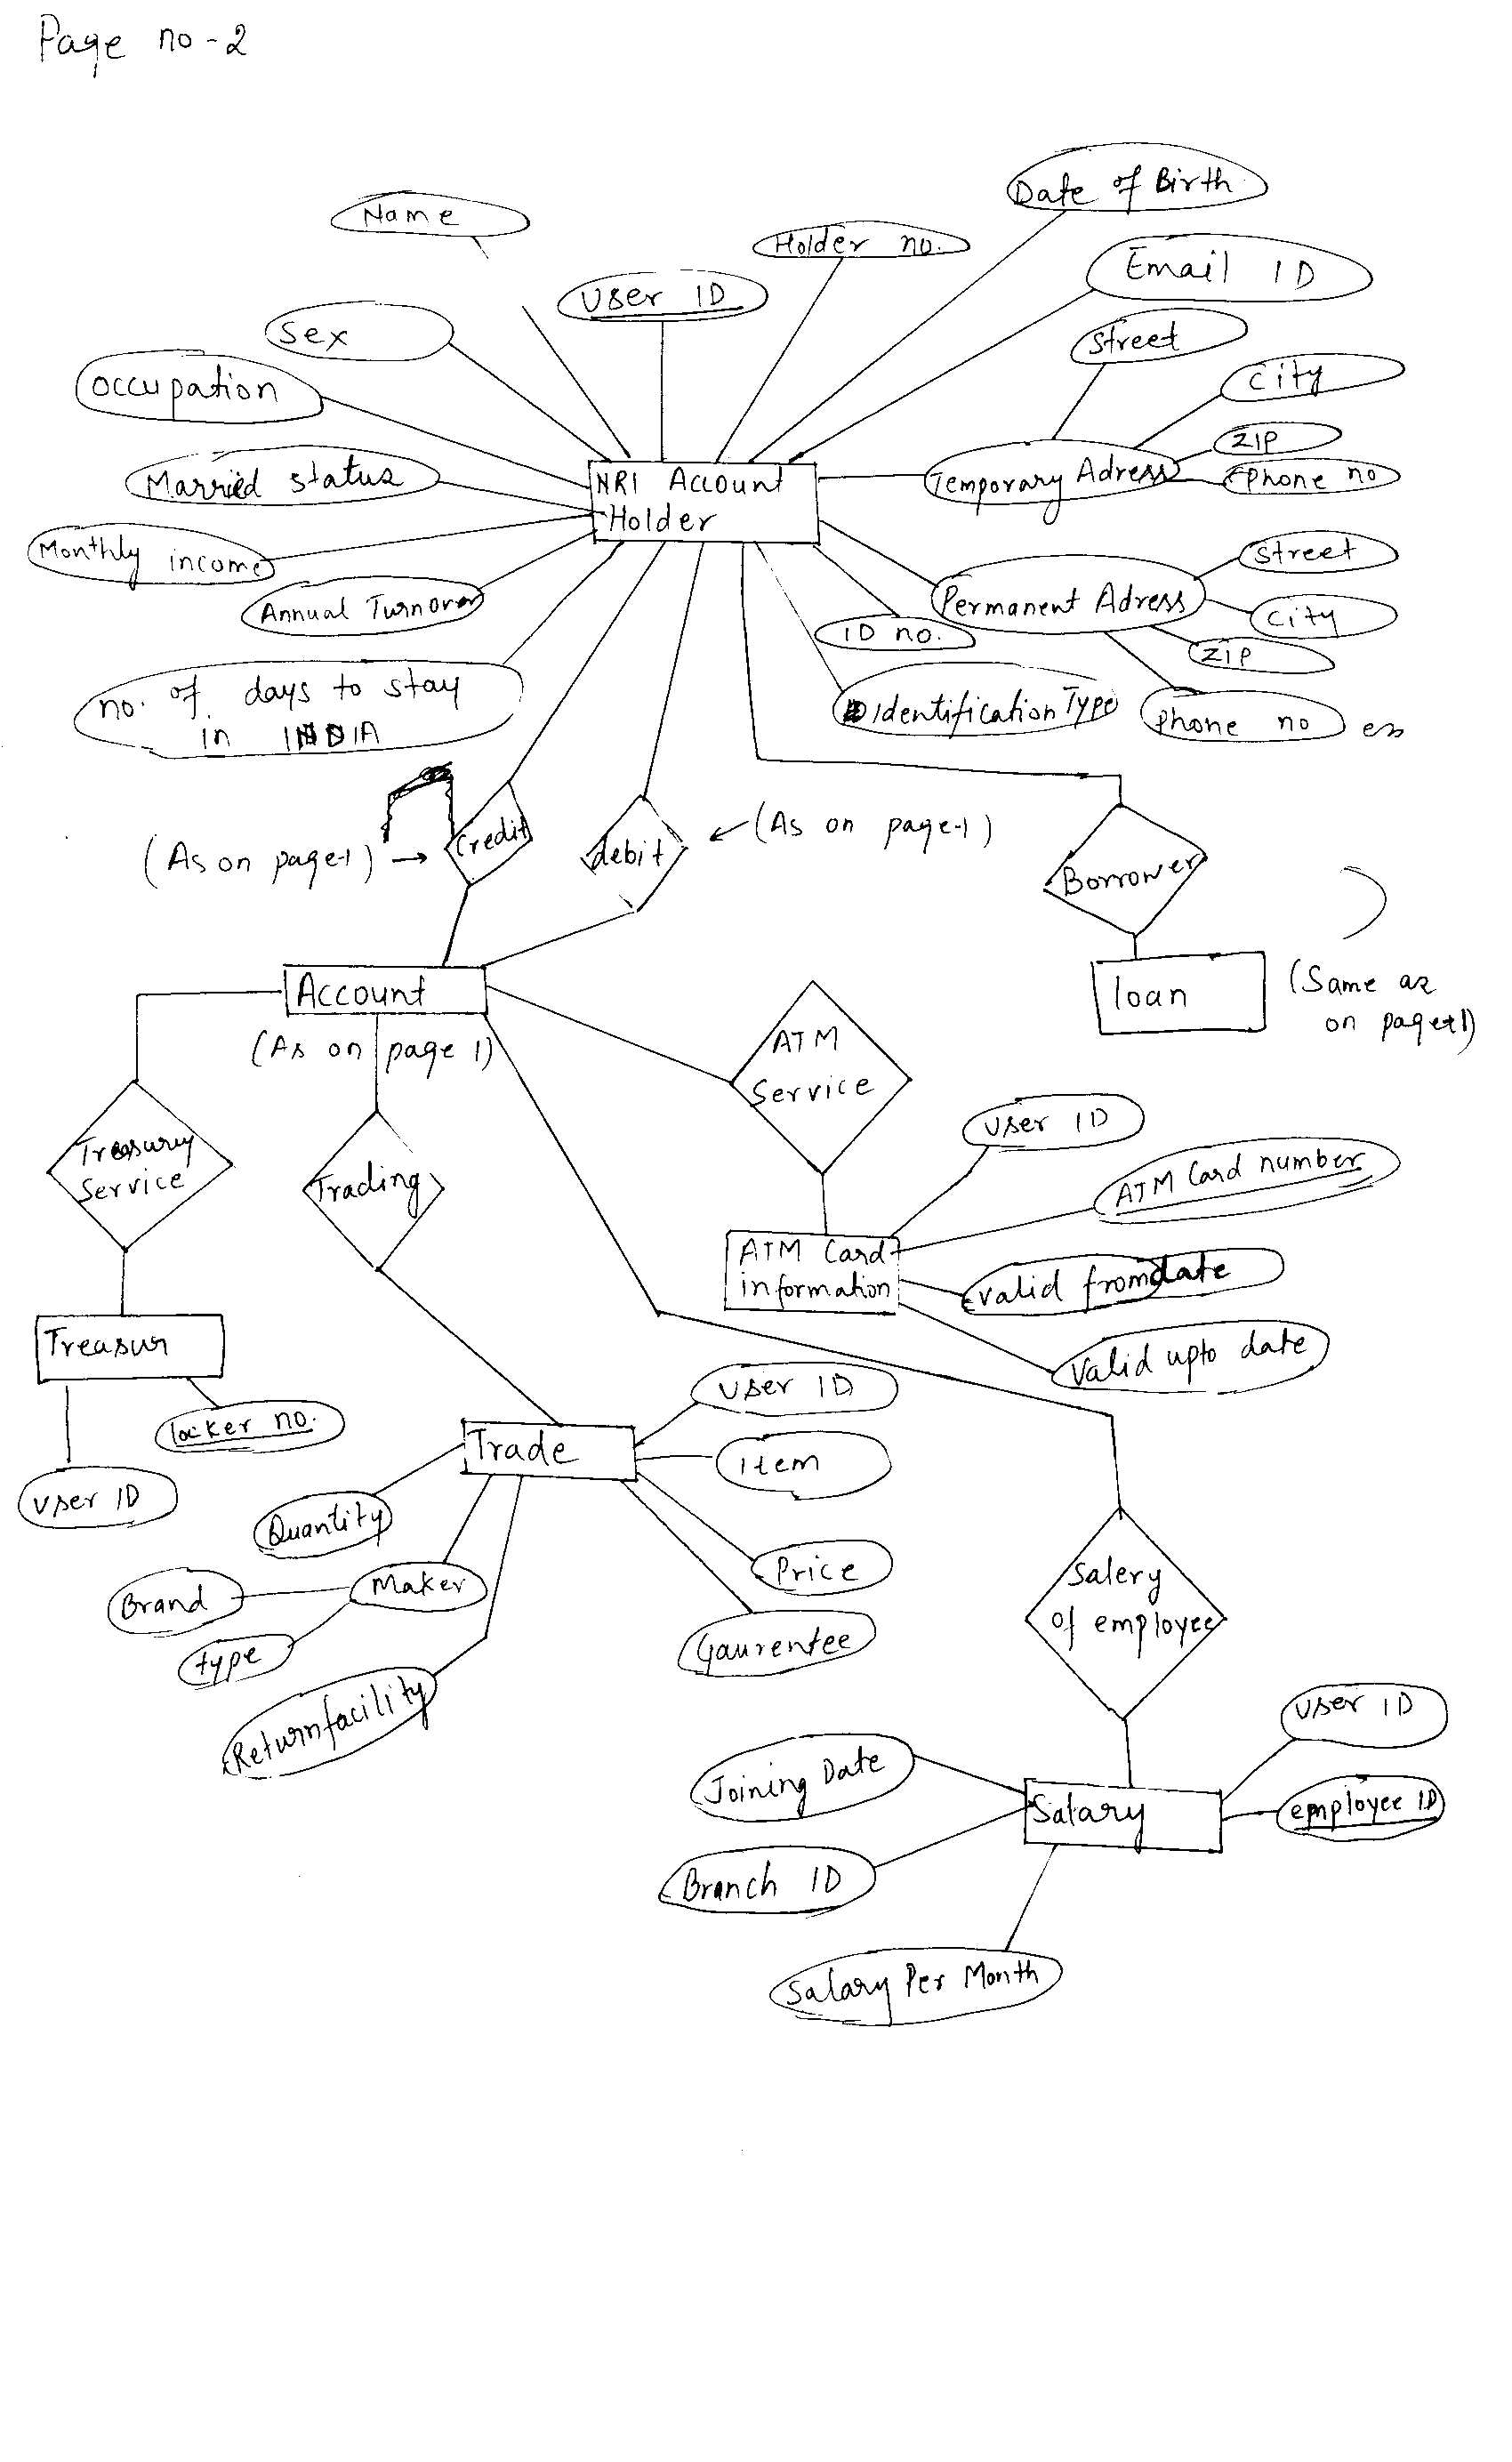 Page no-2
Date of Birth
Name
Holder no.
Email ID
User ID
Sex
Street
City
Occupation
ZIP
Married status
NRI Account
Holder
Temporary Adress
Phone no
Monthly income
Street
Annual Turnover
Permanent Adress
City
ID no.
ZIP
no. of days to stay
in INDIA
Identification Type
Phone no
es
(As on page-1)
(As on page-1)
Credit
debit
Borrower
Account
loan
(Same as
on page-1)
(As on page 1)
ATM
Service
User ID
Treasury
Service
Trading
ATM Card number
ATM Card
information
Valid from date
Treasur
Valid upto date
User ID
locker no.
Trade
Item
User ID
Quantity
Price
Maker
Brand
Salery
of employee
type
Gaurentee
Return facility
User ID
Joining Date
Salary
employee ID
Branch ID
Salary Per Month